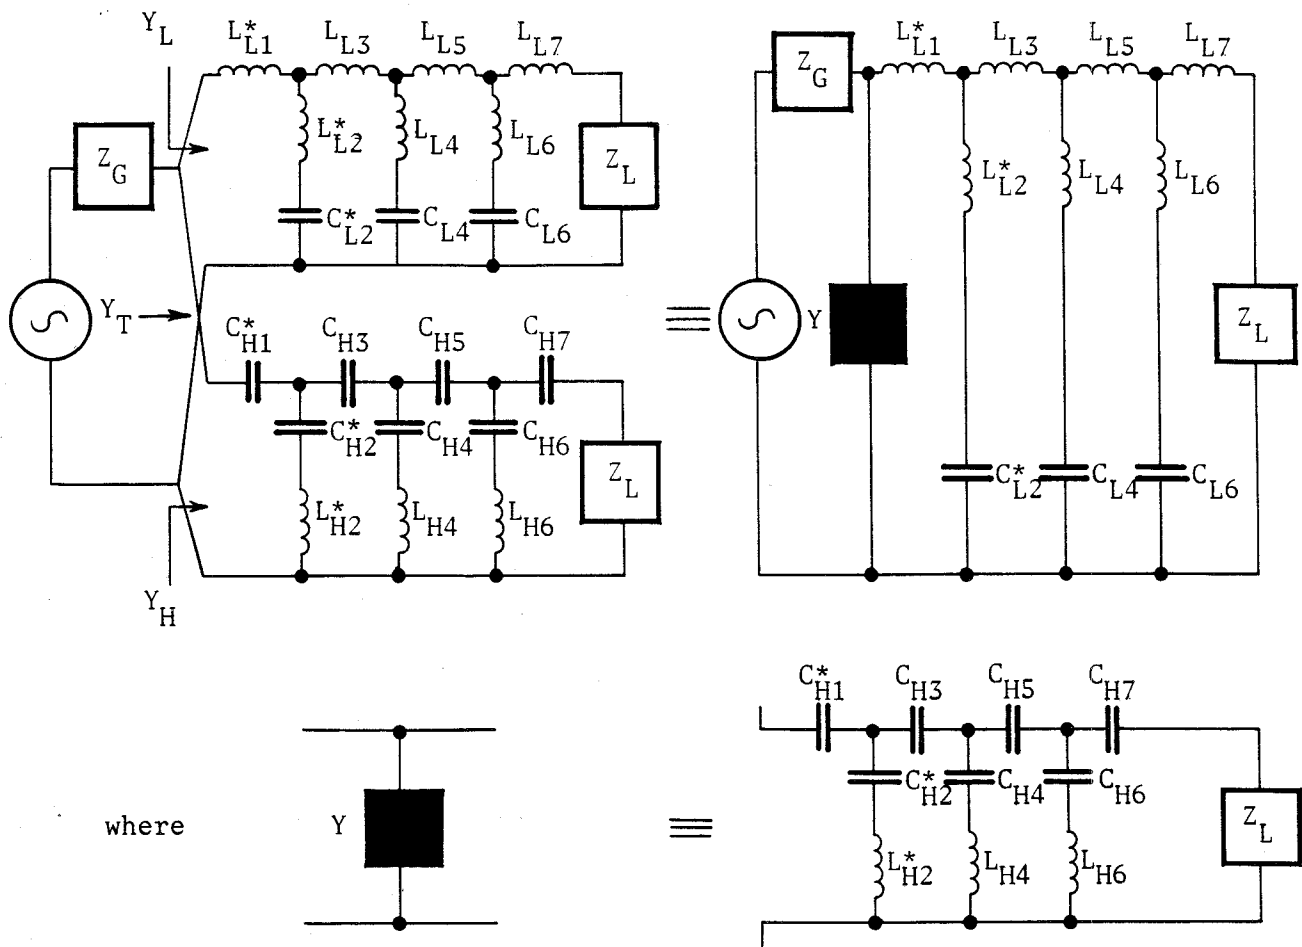 Y_L
L*_L1 L_L3 L_L5 L_L7
Z_G
L*_L2 L_L4 L_L6
Z_L
C*_L2 C_L4 C_L6
Y_T
C*_H1 C_H3 C_H5 C_H7
C*_H2 C_H4 C_H6
Z_L
L*_H2 L_H4 L_H6
Y_H
≡
L*_L1 L_L3 L_L5 L_L7
Z_G
L*_L2 L_L4 L_L6
Y
Z_L
C*_L2 C_L4 C_L6
where
Y
≡
C*_H1 C_H3 C_H5 C_H7
C*_H2 C_H4 C_H6
Z_L
L*_H2 L_H4 L_H6